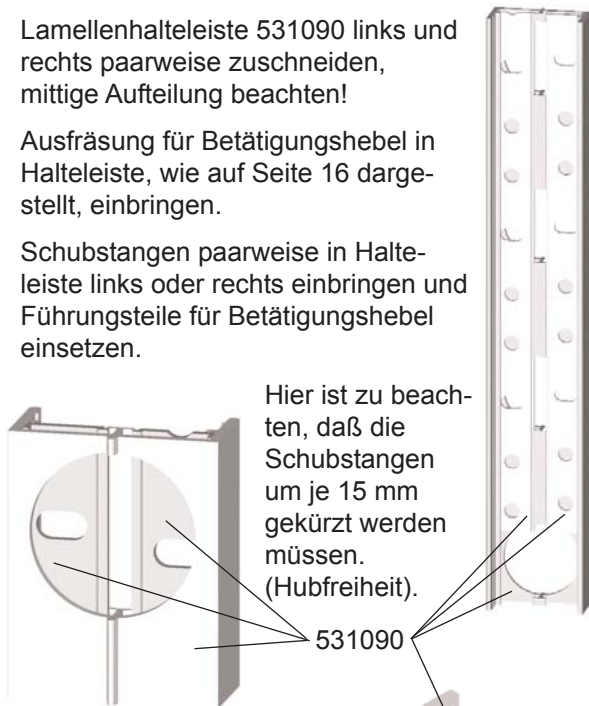 Lamellenhalteleiste 531090 links und
rechts paarweise zuschneiden,
mittige Aufteilung beachten!
Ausfräsung für Betätigungshebel in
Halteleiste, wie auf Seite 16 darge-
stellt, einbringen.
Schubstangen paarweise in Halte-
leiste links oder rechts einbringen und
Führungsteile für Betätigungshebel
einsetzen.
Hier ist zu beach-
ten, daß die
Schubstangen
um je 15 mm
gekürzt werden
müssen.
(Hubfreiheit).
531090